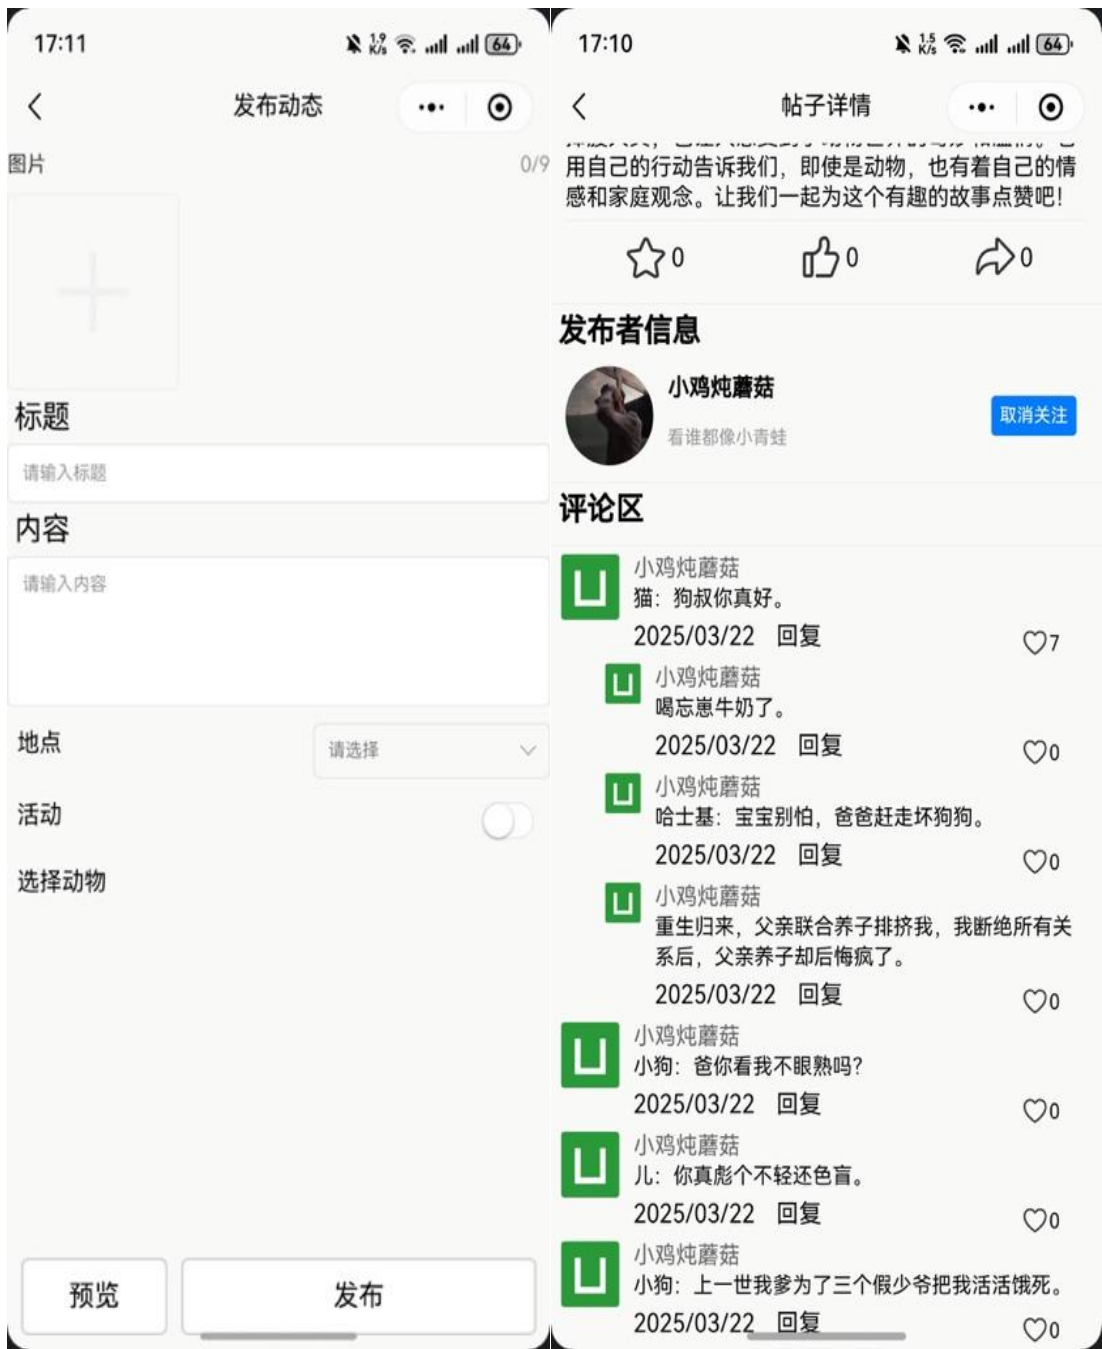 17:11
1.9 K/s
64
发布动态
图片
0/9
标题
请输入标题
内容
请输入内容
地点
请选择
活动
选择动物
预览
发布
17:10
1.5 K/s
64
帖子详情
用自己的行动告诉我们，即使是动物，也有着自己的情
感和家庭观念。让我们一起为这个有趣的故事点赞吧！
0
0
0
发布者信息
小鸡炖蘑菇
看谁都像小青蛙
取消关注
评论区
小鸡炖蘑菇
猫：狗叔你真好。
2025/03/22 回复
7
小鸡炖蘑菇
喝忘崽牛奶了。
2025/03/22 回复
0
小鸡炖蘑菇
哈士基：宝宝别怕，爸爸赶走坏狗狗。
2025/03/22 回复
0
小鸡炖蘑菇
重生归来，父亲联合养子排挤我，我断绝所有关
系后，父亲养子却后悔疯了。
2025/03/22 回复
0
小鸡炖蘑菇
小狗：爸你看我不眼熟吗？
2025/03/22 回复
0
小鸡炖蘑菇
儿：你真彪个不轻还色盲。
2025/03/22 回复
0
小鸡炖蘑菇
小狗：上一世我爹为了三个假少爷把我活活饿死。
2025/03/22 回复
0